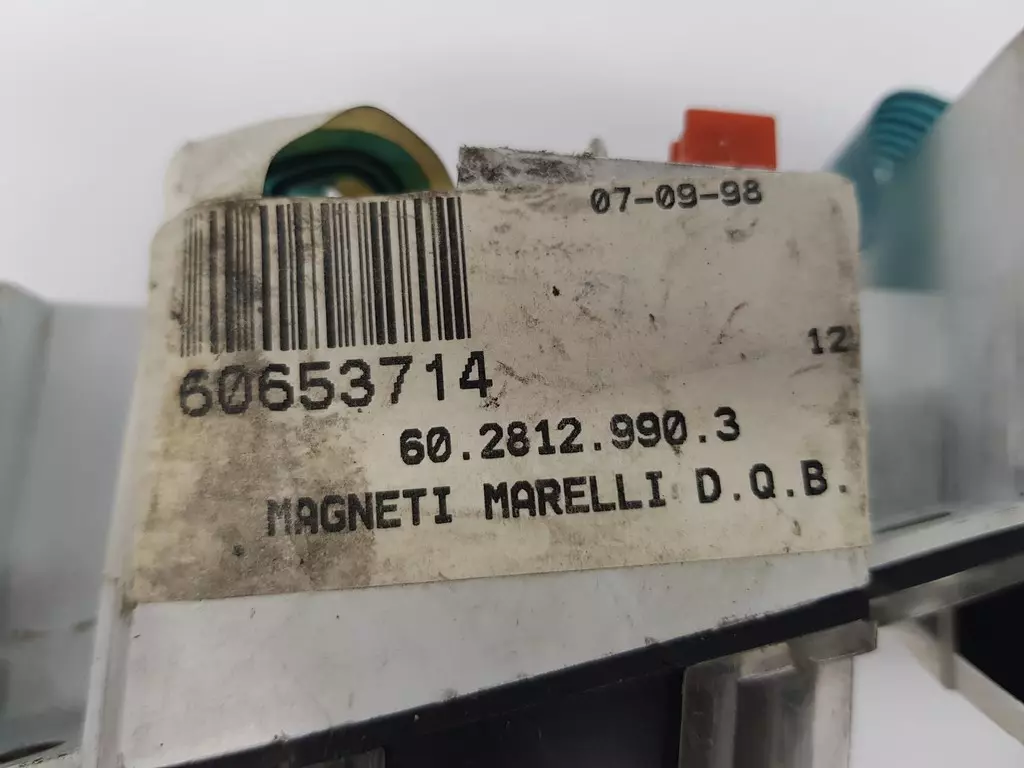 07-09-98
12
60653714
60.2812.990.3
MAGNETI MARELLI D.Q.B.